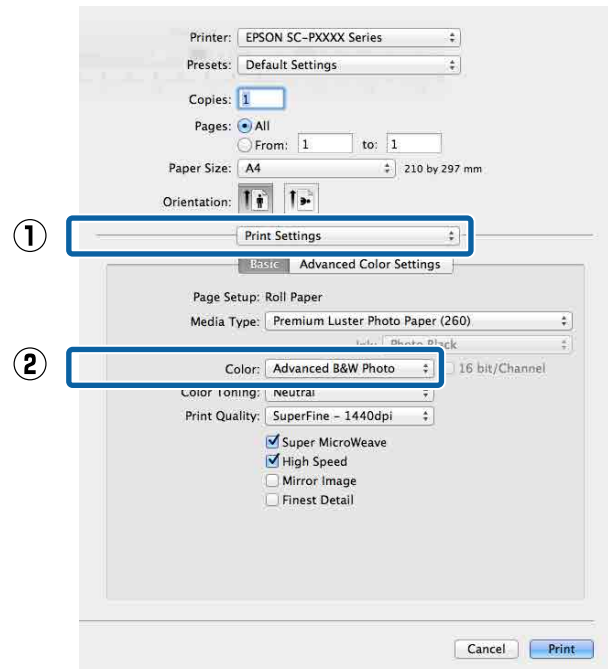 Printer: EPSON SC-PXXXX Series
Presets: Default Settings
Copies: 1
Pages: All
From: 1 to: 1
Paper Size: A4 210 by 297 mm
Orientation:
① Print Settings
Basic Advanced Color Settings
Page Setup: Roll Paper
Media Type: Premium Luster Photo Paper (260)
Ink: Photo Black
② Color: Advanced B&W Photo 16 bit/Channel
Color Toning: Neutral
Print Quality: SuperFine - 1440dpi
Super MicroWeave
High Speed
Mirror Image
Finest Detail
Cancel Print